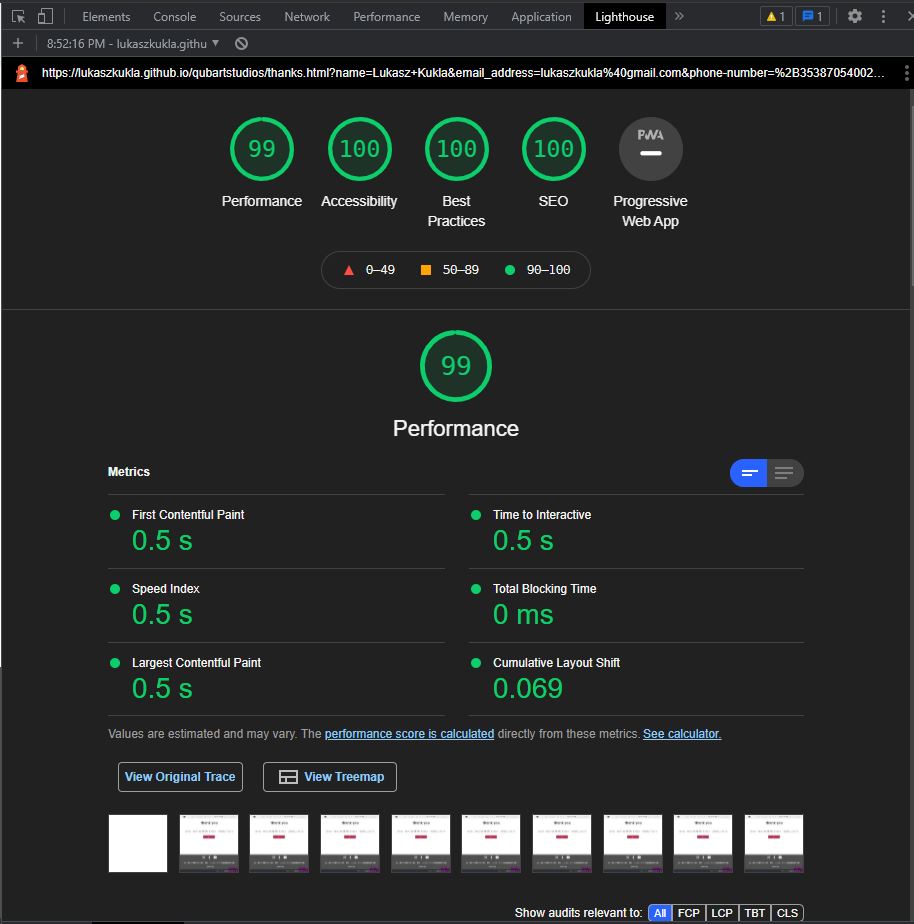 Elements Console Sources Network Performance Memory Application Lighthouse » 1 1
+ 8:52:16 PM - lukaszkukla.githu ▼
https://lukaszkukla.github.io/qubartstudios/thanks.html?name=Lukasz+Kukla&email_address=lukaszkukla%40gmail.com&phone-number=%2B35387054002...
99 100 100 100 PWA
Performance Accessibility Best Practices SEO Progressive Web App
0–49 50–89 90–100
99
Performance
Metrics
First Contentful Paint
0.5 s
Time to Interactive
0.5 s
Speed Index
0.5 s
Total Blocking Time
0 ms
Largest Contentful Paint
0.5 s
Cumulative Layout Shift
0.069
Values are estimated and may vary. The performance score is calculated directly from these metrics. See calculator.
View Original Trace View Treemap
Show audits relevant to: All FCP LCP TBT CLS